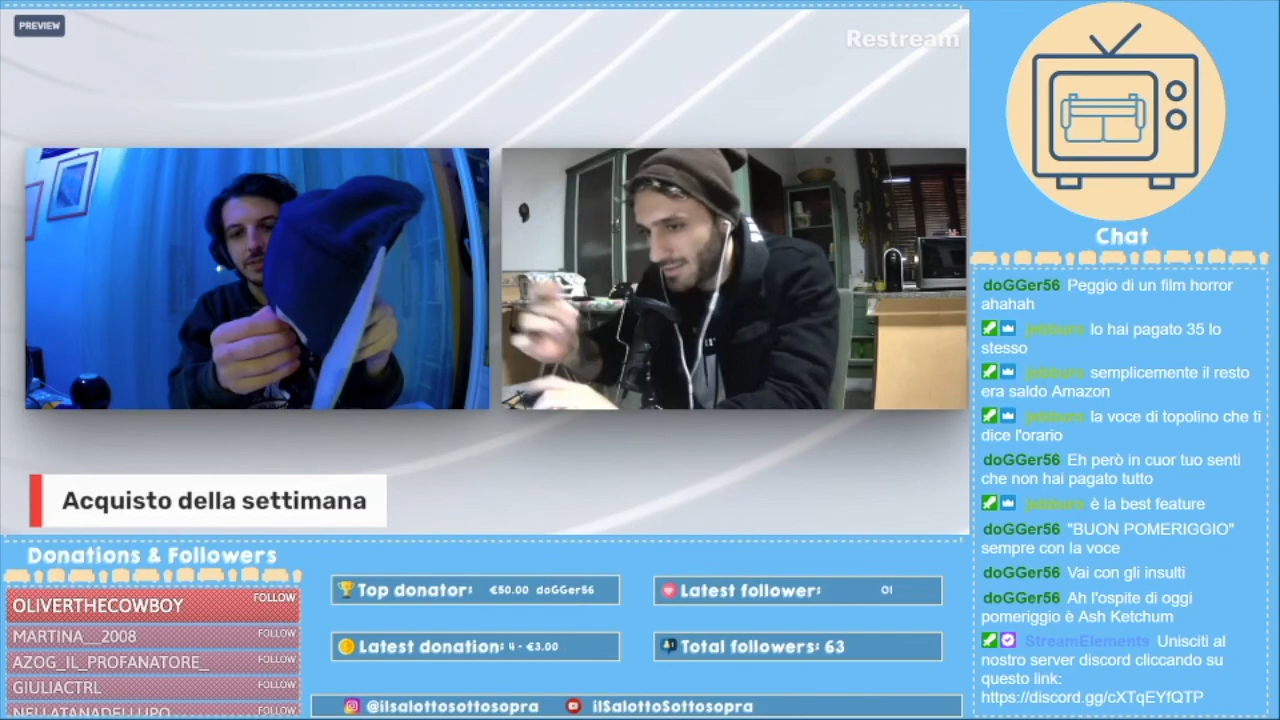 PREVIEW
Restream
Acquisto della settimana
Chat
doGGer56 Peggio di un film horror
ahahah
lo hai pagato 35 lo
stesso
semplicemente il resto
era saldo Amazon
la voce di topolino che ti
dice l'orario
doGGer56 Eh però in cuor tuo senti
che non hai pagato tutto
è la best feature
doGGer56 "BUON POMERIGGIO"
sempre con la voce
doGGer56 Vai con gli insulti
doGGer56 Ah l'ospite di oggi
pomeriggio è Ash Ketchum
StreamElements Unisciti al
nostro server discord cliccando su
questo link:
https://discord.gg/cXTqEYfQTP
Donations & Followers
OLIVERTHECOWBOY FOLLOW
MARTINA__2008 FOLLOW
AZOG_IL_PROFANATORE_ FOLLOW
GIULIACTRL FOLLOW
NELLATANADELLUPO FOLLOW
Top donator: €50.00 doGGer56
Latest follower:
Latest donation: 4 - €3.00
Total followers: 63
@ilsalottosottosopra
ilSalottoSottosopra